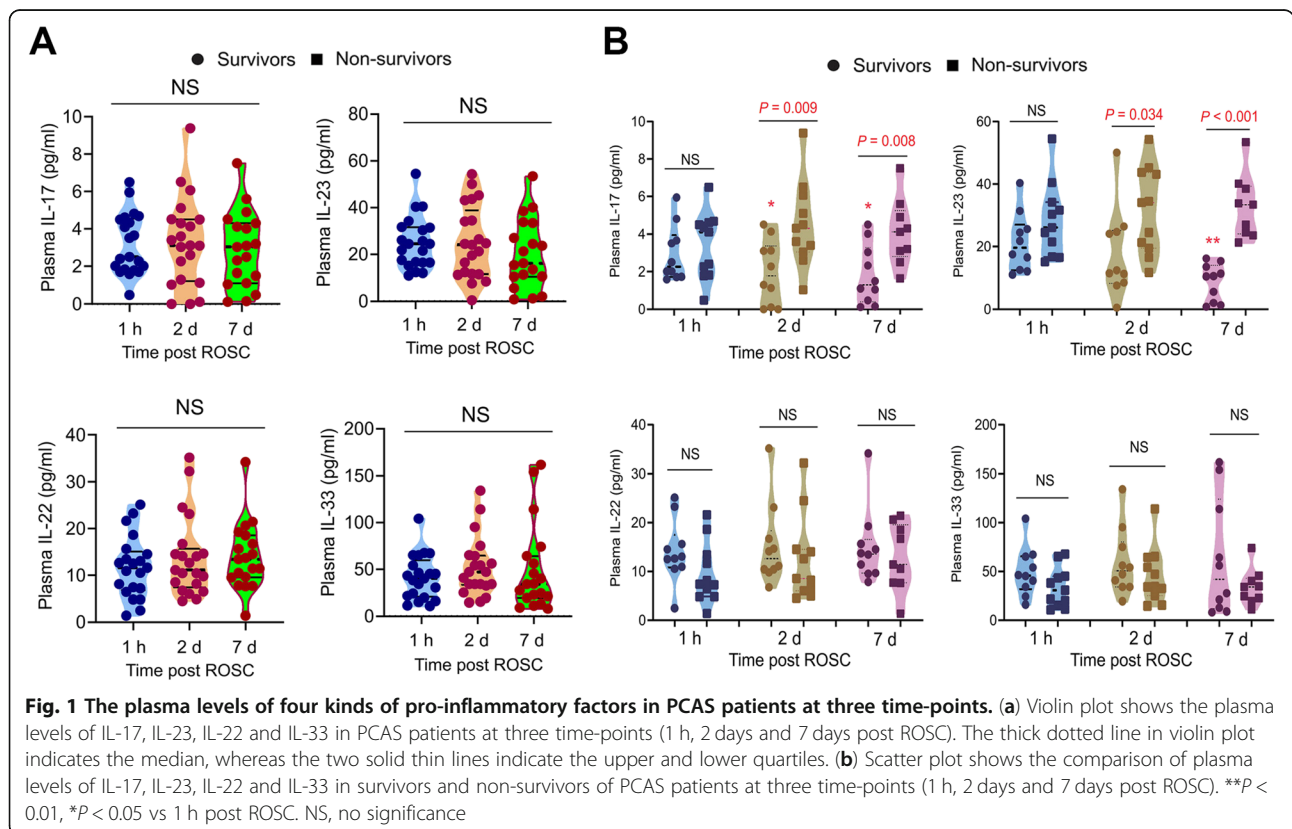 A
● Survivors ■ Non-survivors
NS
Plasma IL-17 (pg/ml)
10
8
6
4
2
0
1 h 2 d 7 d
Time post ROSC
NS
Plasma IL-23 (pg/ml)
80
60
40
20
0
1 h 2 d 7 d
Time post ROSC
NS
Plasma IL-22 (pg/ml)
40
30
20
10
0
1 h 2 d 7 d
Time post ROSC
NS
Plasma IL-33 (pg/ml)
200
150
100
50
0
1 h 2 d 7 d
Time post ROSC
B
● Survivors ■ Non-survivors
NS
P = 0.009
P = 0.008
*
*
Plasma IL-17 (pg/ml)
10
8
6
4
2
0
1 h 2 d 7 d
Time post ROSC
NS
P = 0.034
P < 0.001
**
Plasma IL-23 (pg/ml)
60
40
20
0
1 h 2 d 7 d
Time post ROSC
NS
NS
NS
Plasma IL-22 (pg/ml)
40
30
20
10
0
1 h 2 d 7 d
Time post ROSC
NS
NS
NS
Plasma IL-33 (pg/ml)
200
150
100
50
0
1 h 2 d 7 d
Time post ROSC
Fig. 1 The plasma levels of four kinds of pro-inflammatory factors in PCAS patients at three time-points. (a) Violin plot shows the plasma
levels of IL-17, IL-23, IL-22 and IL-33 in PCAS patients at three time-points (1 h, 2 days and 7 days post ROSC). The thick dotted line in violin plot
indicates the median, whereas the two solid thin lines indicate the upper and lower quartiles. (b) Scatter plot shows the comparison of plasma
levels of IL-17, IL-23, IL-22 and IL-33 in survivors and non-survivors of PCAS patients at three time-points (1 h, 2 days and 7 days post ROSC). **P <
0.01, *P < 0.05 vs 1 h post ROSC. NS, no significance